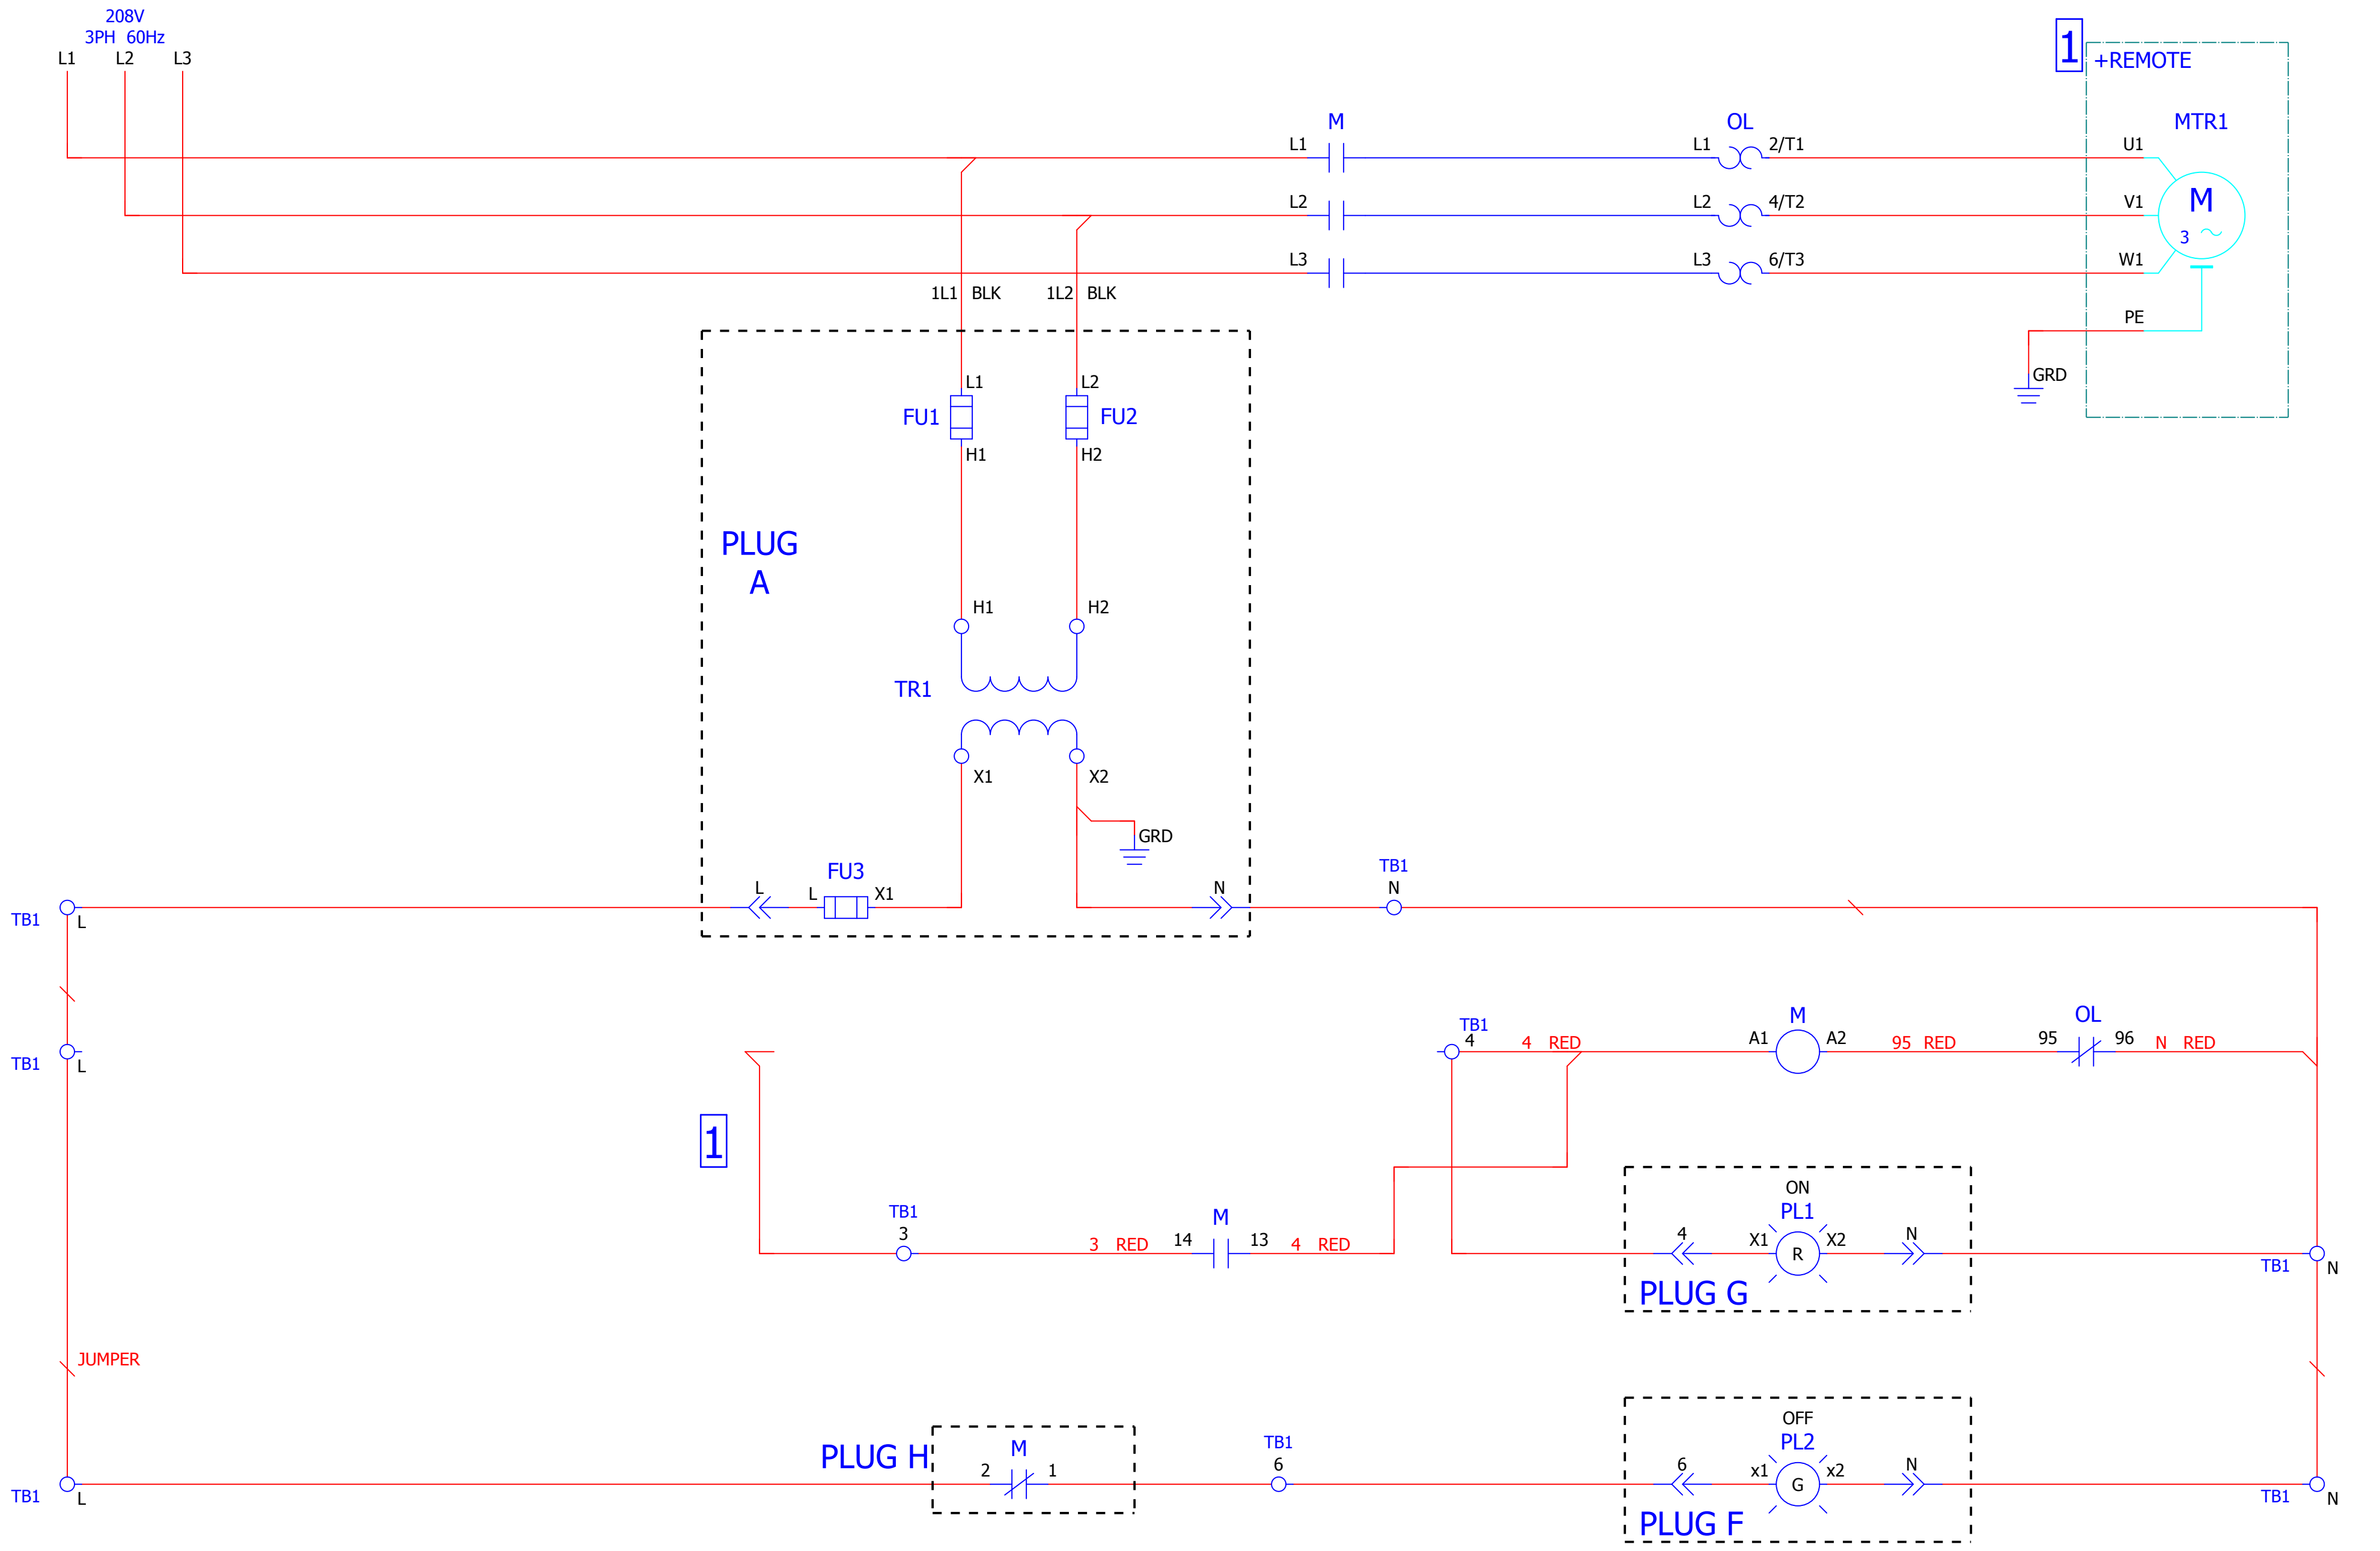 208V
3PH 60Hz
L1 L2 L3
1
+REMOTE
M OL MTR1
L1 L1 2/T1 U1
L2 L2 4/T2 V1
M
3
L3 L3 6/T3 W1
1L1 BLK 1L2 BLK
PE
GRD
L1 L2
FU1 FU2
H1 H2
PLUG
A
H1 H2
TR1
X1 X2
GRD
FU3
L L X1 N
TB1
N
TB1 L
TB1
4 4 RED
M
A1 A2
95 RED
OL
95 96
N RED
TB1 L
1
TB1
3
3 RED
M
14 13
4 RED
ON
PL1
4 X1 R X2 N
PLUG G
TB1 N
JUMPER
PLUG H
M
2 1
TB1
6
OFF
PL2
6 x1 G x2 N
PLUG F
TB1 L
TB1 N